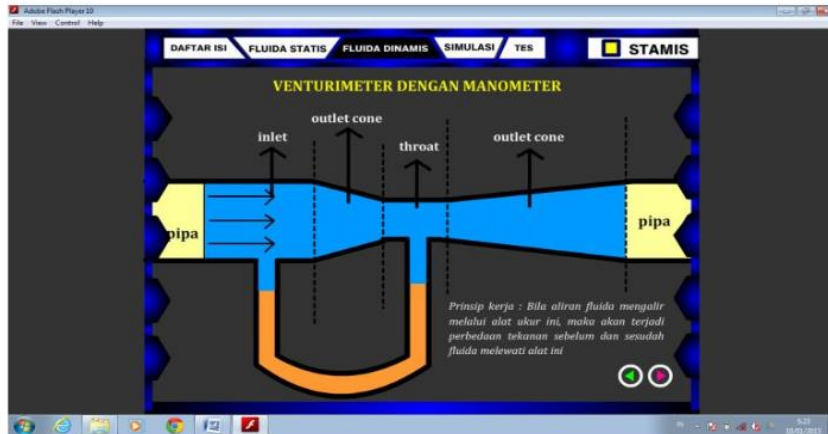 Adobe Flash Player 10
File View Control Help
DAFTAR ISI FLUIDA STATIS FLUIDA DINAMIS SIMULASI TES STAMIS
VENTURIMETER DENGAN MANOMETER
outlet cone
inlet
throat
outlet cone
pipa
pipa
Prinsip kerja : Bila aliran fluida mengalir
melalui alat ukur ini, maka akan terjadi
perbedaan tekanan sebelum dan sesudah
fluida melewati alat ini
5:23